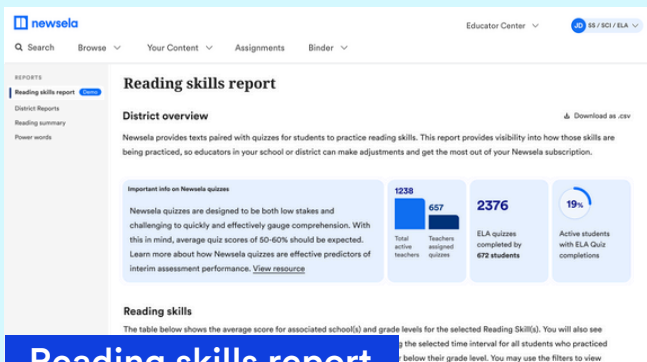 newsela
Educator Center
JD SS / SCI / ELA
Search Browse Your Content Assignments Binder
REPORTS
Reading skills report Demo
District Reports
Reading summary
Power words
Reading skills report
District overview
Download as .csv
Newsela provides texts paired with quizzes for students to practice reading skills. This report provides visibility into how those skills are
being practiced, so educators in your school or district can make adjustments and get the most out of your Newsela subscription.
Important info on Newsela quizzes
Newsela quizzes are designed to be both low stakes and
challenging to quickly and effectively gauge comprehension. With
this in mind, average quiz scores of 50-60% should be expected.
Learn more about how Newsela quizzes are effective predictors of
interim assessment performance. View resource
1238
657
Total
active
teachers
Teachers
assigned
quizzes
2376
ELA quizzes
completed by
672 students
19%
Active students
with ELA Quiz
completions
Reading skills
The table below shows the average score for associated school(s) and grade levels for the selected Reading Skill(s). You will also see
g the selected time interval for all students who practiced
r below their grade level. You may use the filters to view
Reading skills report